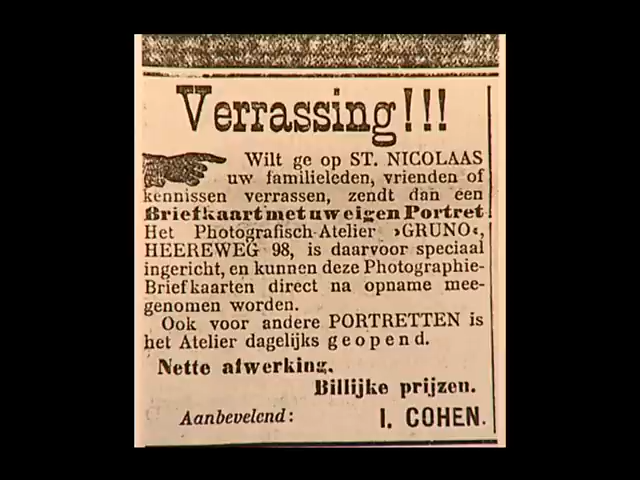 Verrassing!!!
Wilt ge op ST. NICOLAAS
uw familieleden, vrienden of
kennissen verrassen, zendt dan een
Briefkaart met uw eigen Portret
Het Photografisch-Atelier ›GRUNO‹,
HEEREWEG 98, is daarvoor speciaal
ingericht, en kunnen deze Photographie-
Briefkaarten direct na opname mee-
genomen worden.
Ook voor andere PORTRETTEN is
het Atelier dagelijks geopend.
Nette afwerking.
Billijke prijzen.
Aanbevelend: I. COHEN.